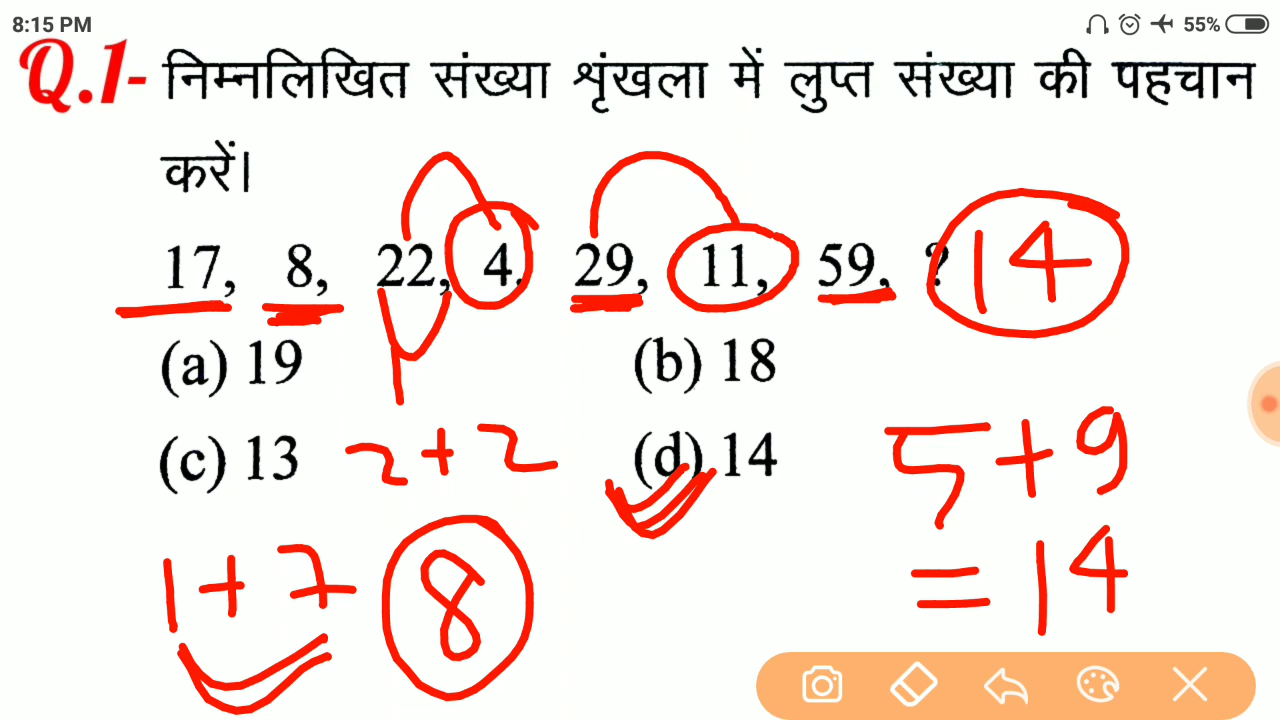 8:15 PM 55%
Q.1- निम्नलिखित संख्या शृंखला में लुप्त संख्या की पहचान
करें।
17, 8, 22, 4, 29, 11, 59, ? 14
(a) 19 (b) 18
(c) 13 2+2 (d) 14 5+9
1+7 8 = 14